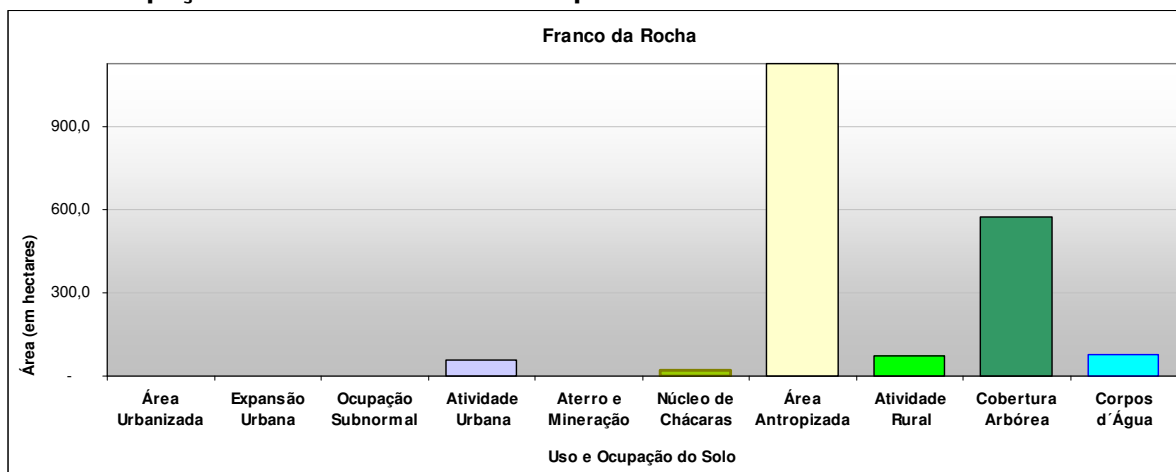 Franco da Rocha
900,0
600,0
300,0
-
Área (em hectares)
Área Urbanizada
Expansão Urbana
Ocupação Subnormal
Atividade Urbana
Aterro e Mineração
Núcleo de Chácaras
Área Antropizada
Atividade Rural
Cobertura Arbórea
Corpos d´Água
Uso e Ocupação do Solo